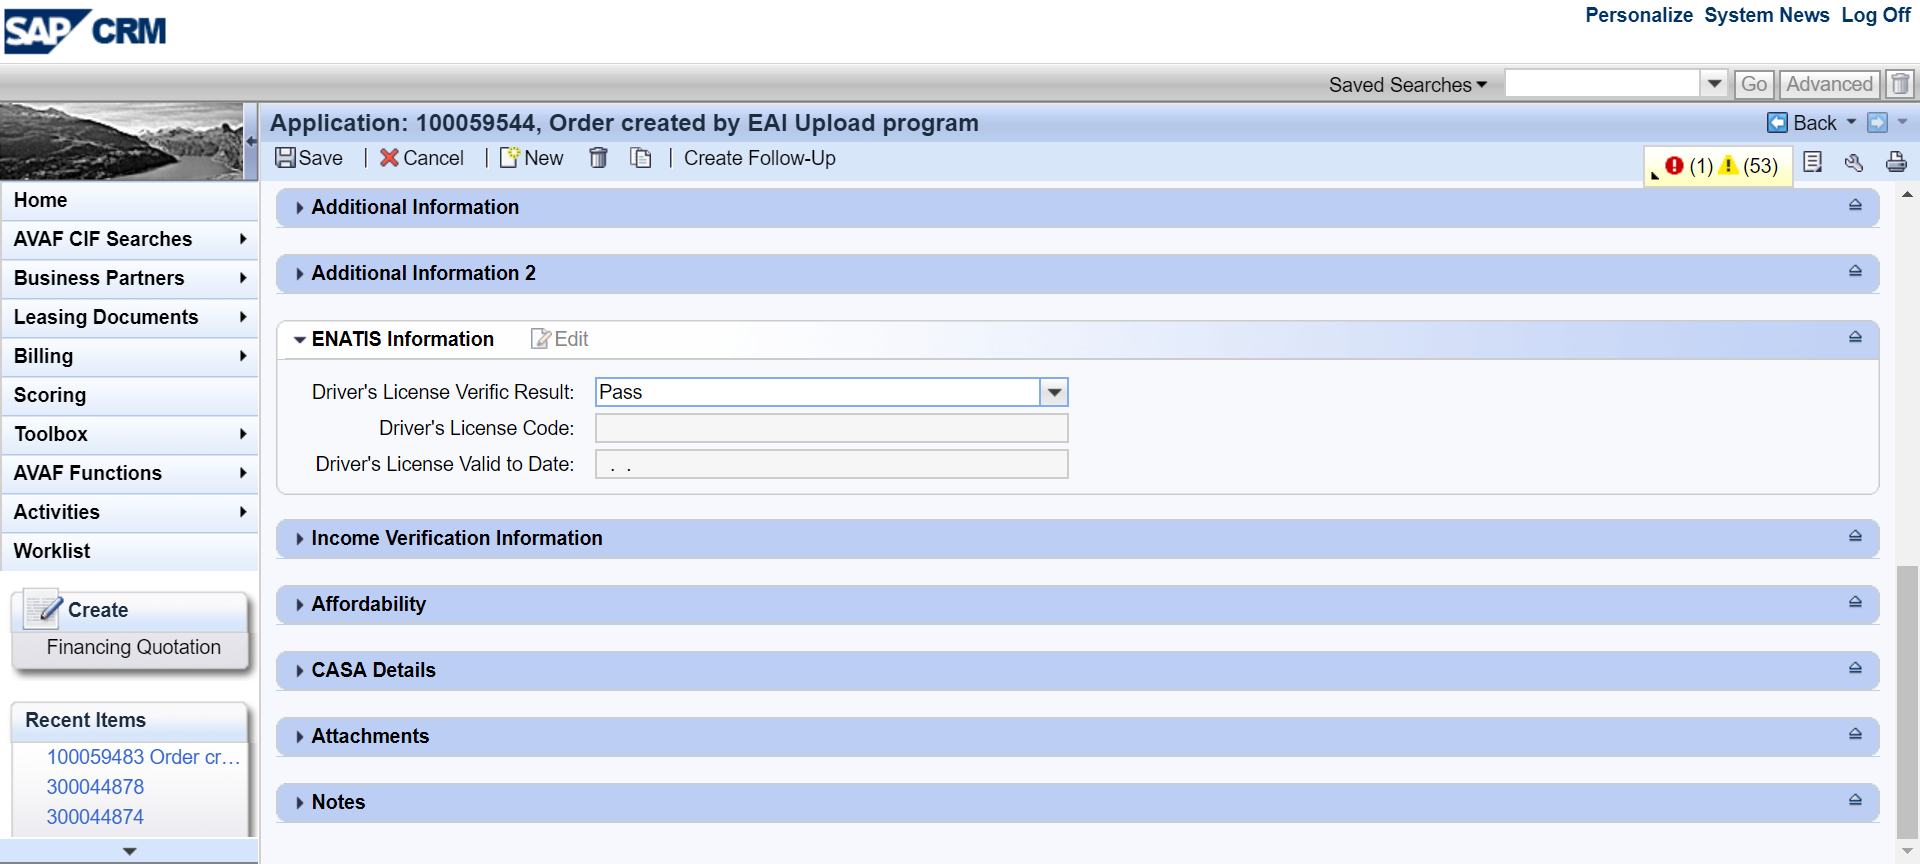 SAP CRM
Personalize System News Log Off
Saved Searches Go Advanced
Application: 100059544, Order created by EAI Upload program
Back
Save | Cancel | New | Create Follow-Up
(1) (53)
Home
AVAF CIF Searches
Business Partners
Leasing Documents
Billing
Scoring
Toolbox
AVAF Functions
Activities
Worklist
Create
Financing Quotation
Recent Items
100059483 Order cr...
300044878
300044874
Additional Information
Additional Information 2
ENATIS Information Edit
Driver's License Verific Result: Pass
Driver's License Code:
Driver's License Valid to Date: . .
Income Verification Information
Affordability
CASA Details
Attachments
Notes